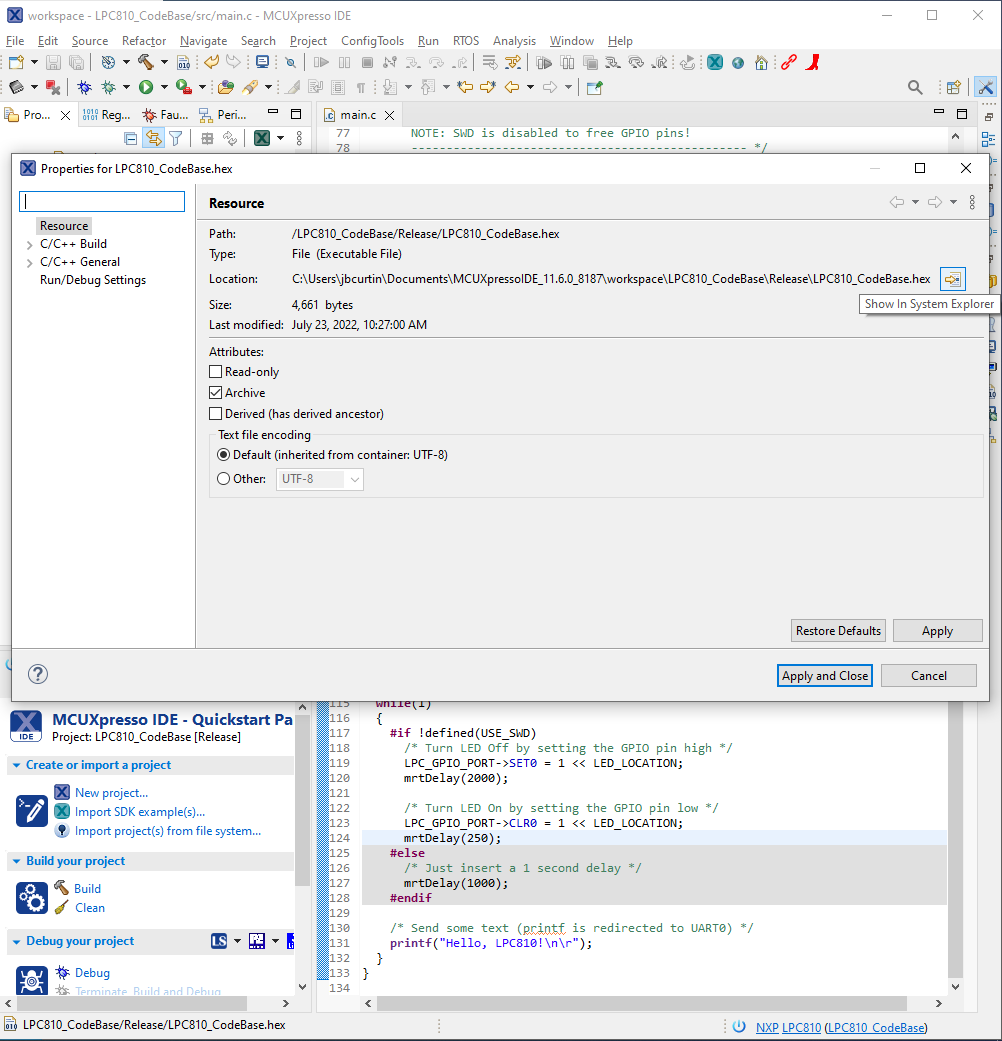 workspace - LPC810_CodeBase/src/main.c - MCUXpresso IDE
File Edit Source Refactor Navigate Search Project ConfigTools Run RTOS Analysis Window Help
Pro... Reg... Fau... Peri... main.c
77 NOTE: SWD is disabled to free GPIO pins!
78 ------------------------------------------------ */
Properties for LPC810_CodeBase.hex
Resource
C/C++ Build
C/C++ General
Run/Debug Settings
Resource
Path: /LPC810_CodeBase/Release/LPC810_CodeBase.hex
Type: File (Executable File)
Location: C:\Users\jbcurtin\Documents\MCUXpressoIDE_11.6.0_8187\workspace\LPC810_CodeBase\Release\LPC810_CodeBase.hex
Show In System Explorer
Size: 4,661 bytes
Last modified: July 23, 2022, 10:27:00 AM
Attributes:
Read-only
Archive
Derived (has derived ancestor)
Text file encoding
Default (inherited from container: UTF-8)
Other: UTF-8
Restore Defaults Apply
? Apply and Close Cancel
IDE
MCUXpresso IDE - Quickstart Pa
Project: LPC810_CodeBase [Release]
Create or import a project
New project...
Import SDK example(s)...
Import project(s) from file system...
Build your project
Build
Clean
Debug your project LS
Debug
Terminate, Build and Debug
115 while(1)
116 {
117 #if !defined(USE_SWD)
118 /* Turn LED Off by setting the GPIO pin high */
119 LPC_GPIO_PORT->SET0 = 1 << LED_LOCATION;
120 mrtDelay(2000);
121
122 /* Turn LED On by setting the GPIO pin low */
123 LPC_GPIO_PORT->CLR0 = 1 << LED_LOCATION;
124 mrtDelay(250);
125 #else
126 /* Just insert a 1 second delay */
127 mrtDelay(1000);
128 #endif
129
130 /* Send some text (printf is redirected to UART0) */
131 printf("Hello, LPC810!\n\r");
132 }
133 }
134
LPC810_CodeBase/Release/LPC810_CodeBase.hex
NXP LPC810 (LPC810_CodeBase)